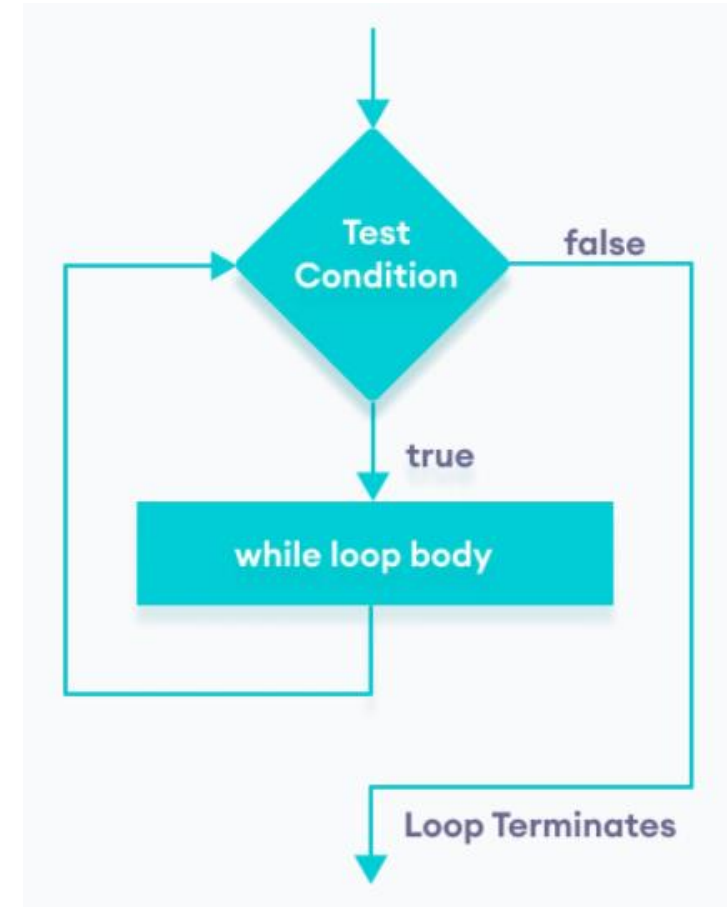 Test
Condition
false
true
while loop body
Loop Terminates